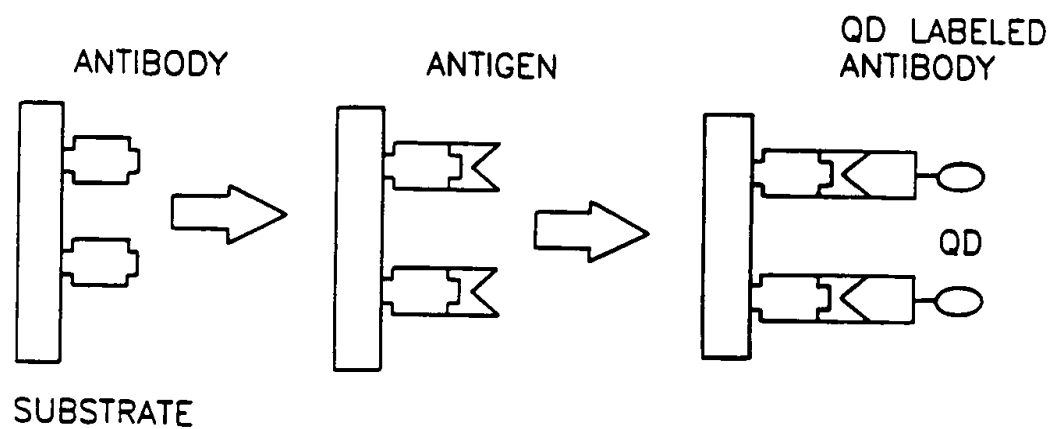 ANTIBODY
ANTIGEN
QD LABELED
ANTIBODY
QD
SUBSTRATE